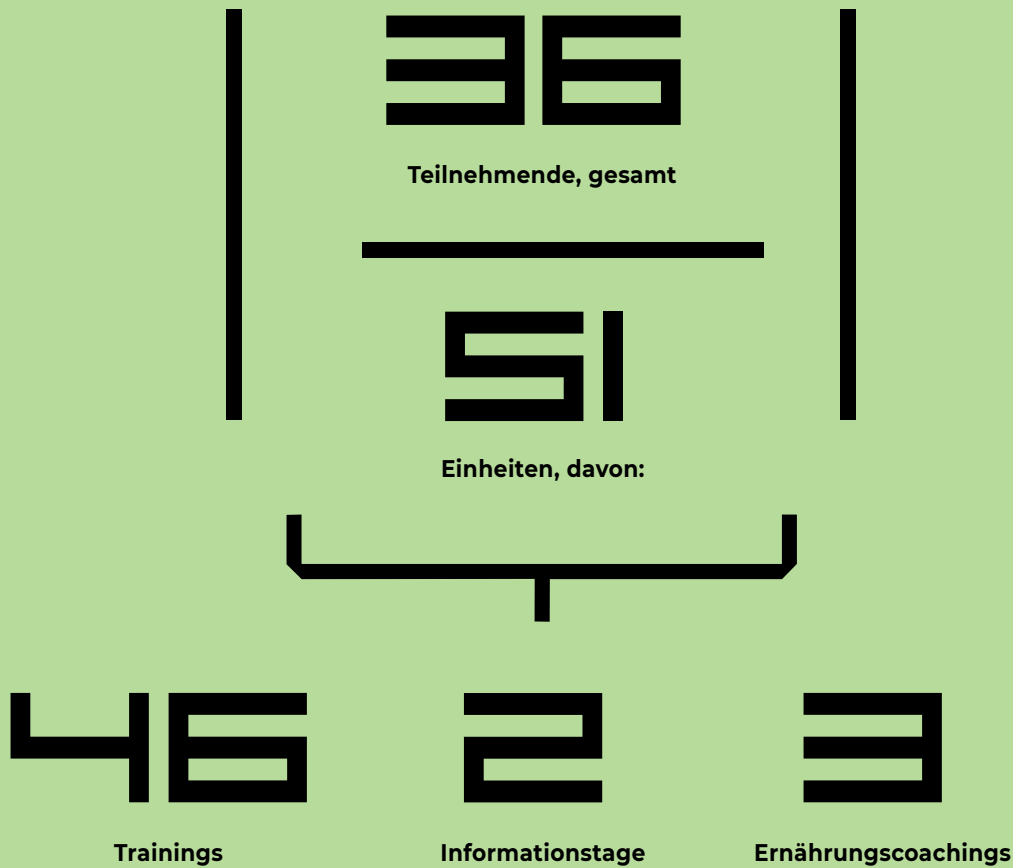 36
Teilnehmende, gesamt
51
Einheiten, davon:
46 2 3
Trainings Informationstage Ernährungscoachings